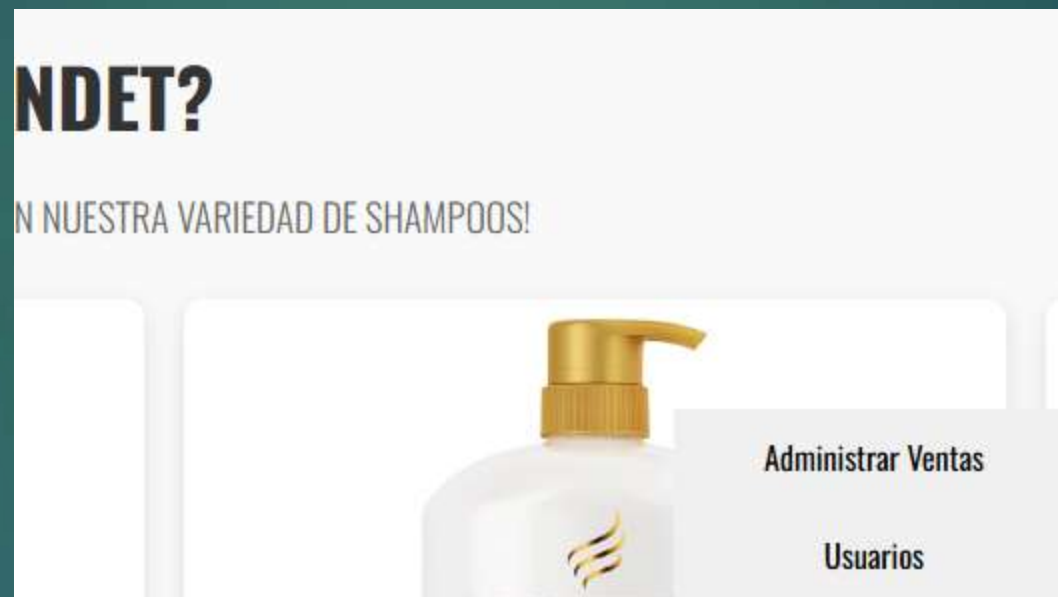 NDET?
N NUESTRA VARIEDAD DE SHAMPOOS!
Administrar Ventas
Usuarios